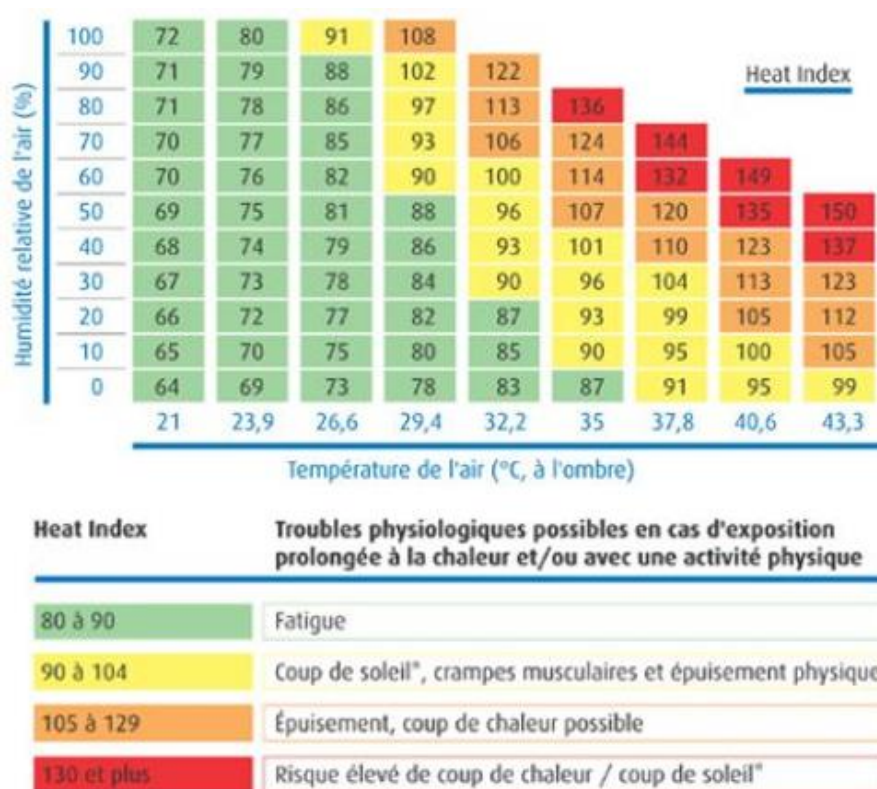 100 72 80 91 108
90 71 79 88 102 122 Heat Index
80 71 78 86 97 113 136
70 70 77 85 93 106 124 144
60 70 76 82 90 100 114 132 149
50 69 75 81 88 96 107 120 135 150
40 68 74 79 86 93 101 110 123 137
30 67 73 78 84 90 96 104 113 123
20 66 72 77 82 87 93 99 105 112
10 65 70 75 80 85 90 95 100 105
0 64 69 73 78 83 87 91 95 99
Humidité relative de l'air (%)
21 23,9 26,6 29,4 32,2 35 37,8 40,6 43,3
Température de l'air (°C, à l'ombre)
Heat Index Troubles physiologiques possibles en cas d'exposition
prolongée à la chaleur et/ou avec une activité physique
80 à 90 Fatigue
90 à 104 Coup de soleil*, crampes musculaires et épuisement physique
105 à 129 Épuisement, coup de chaleur possible
130 et plus Risque élevé de coup de chaleur / coup de soleil*